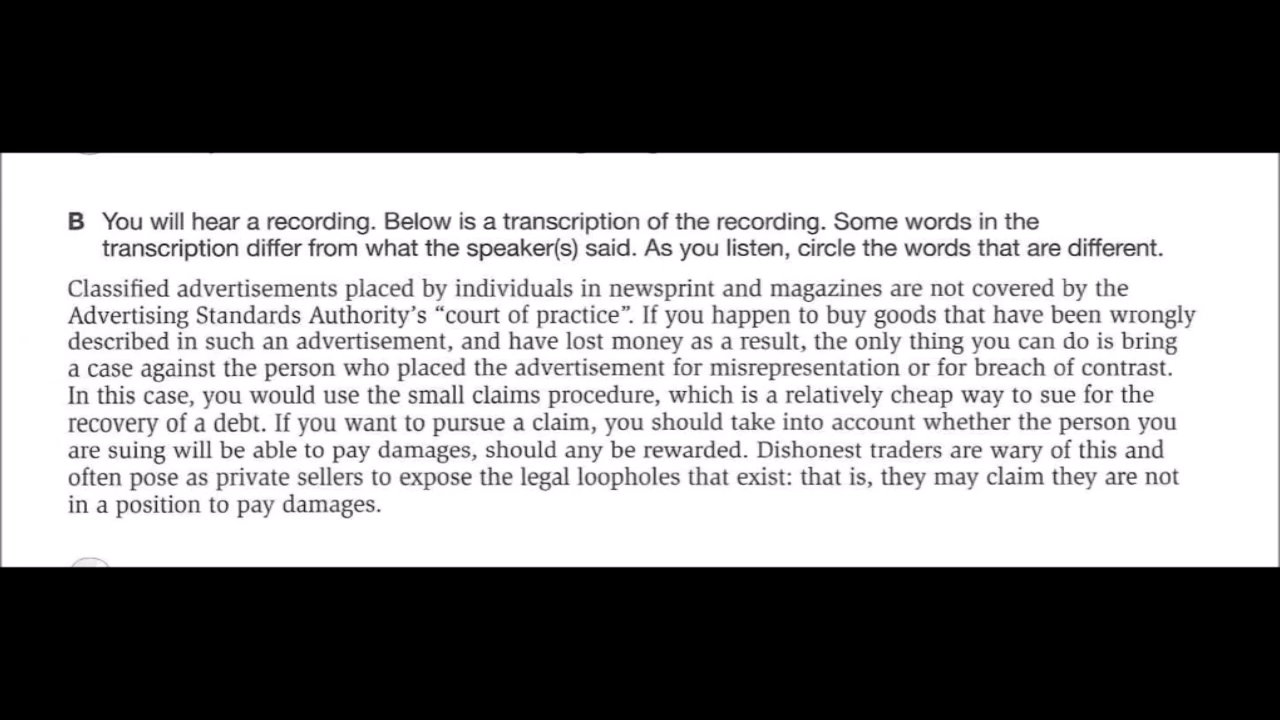 B You will hear a recording. Below is a transcription of the recording. Some words in the
transcription differ from what the speaker(s) said. As you listen, circle the words that are different.
Classified advertisements placed by individuals in newsprint and magazines are not covered by the
Advertising Standards Authority's “court of practice”. If you happen to buy goods that have been wrongly
described in such an advertisement, and have lost money as a result, the only thing you can do is bring
a case against the person who placed the advertisement for misrepresentation or for breach of contrast.
In this case, you would use the small claims procedure, which is a relatively cheap way to sue for the
recovery of a debt. If you want to pursue a claim, you should take into account whether the person you
are suing will be able to pay damages, should any be rewarded. Dishonest traders are wary of this and
often pose as private sellers to expose the legal loopholes that exist: that is, they may claim they are not
in a position to pay damages.